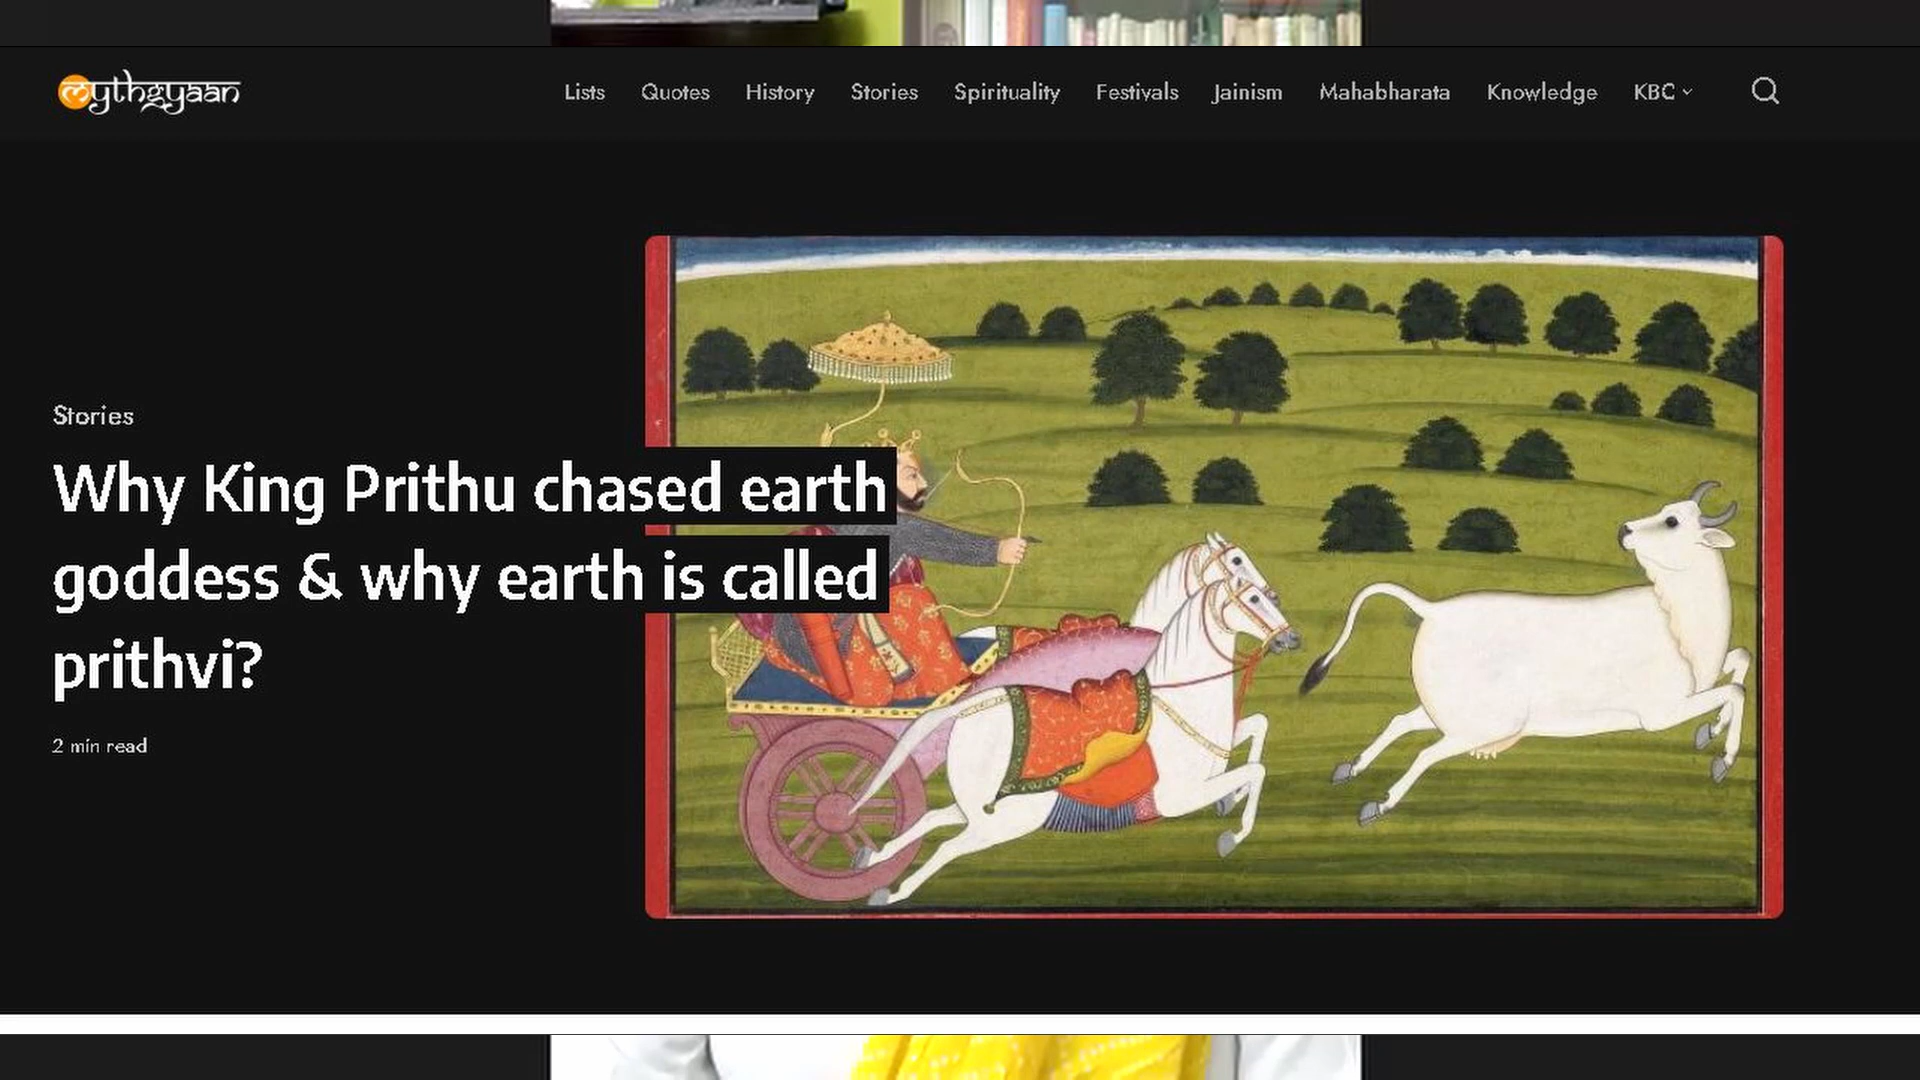 mythgyaan
Lists Quotes History Stories Spirituality Festivals Jainism Mahabharata Knowledge KBC
Stories
Why King Prithu chased earth
goddess & why earth is called
prithvi?
2 min read